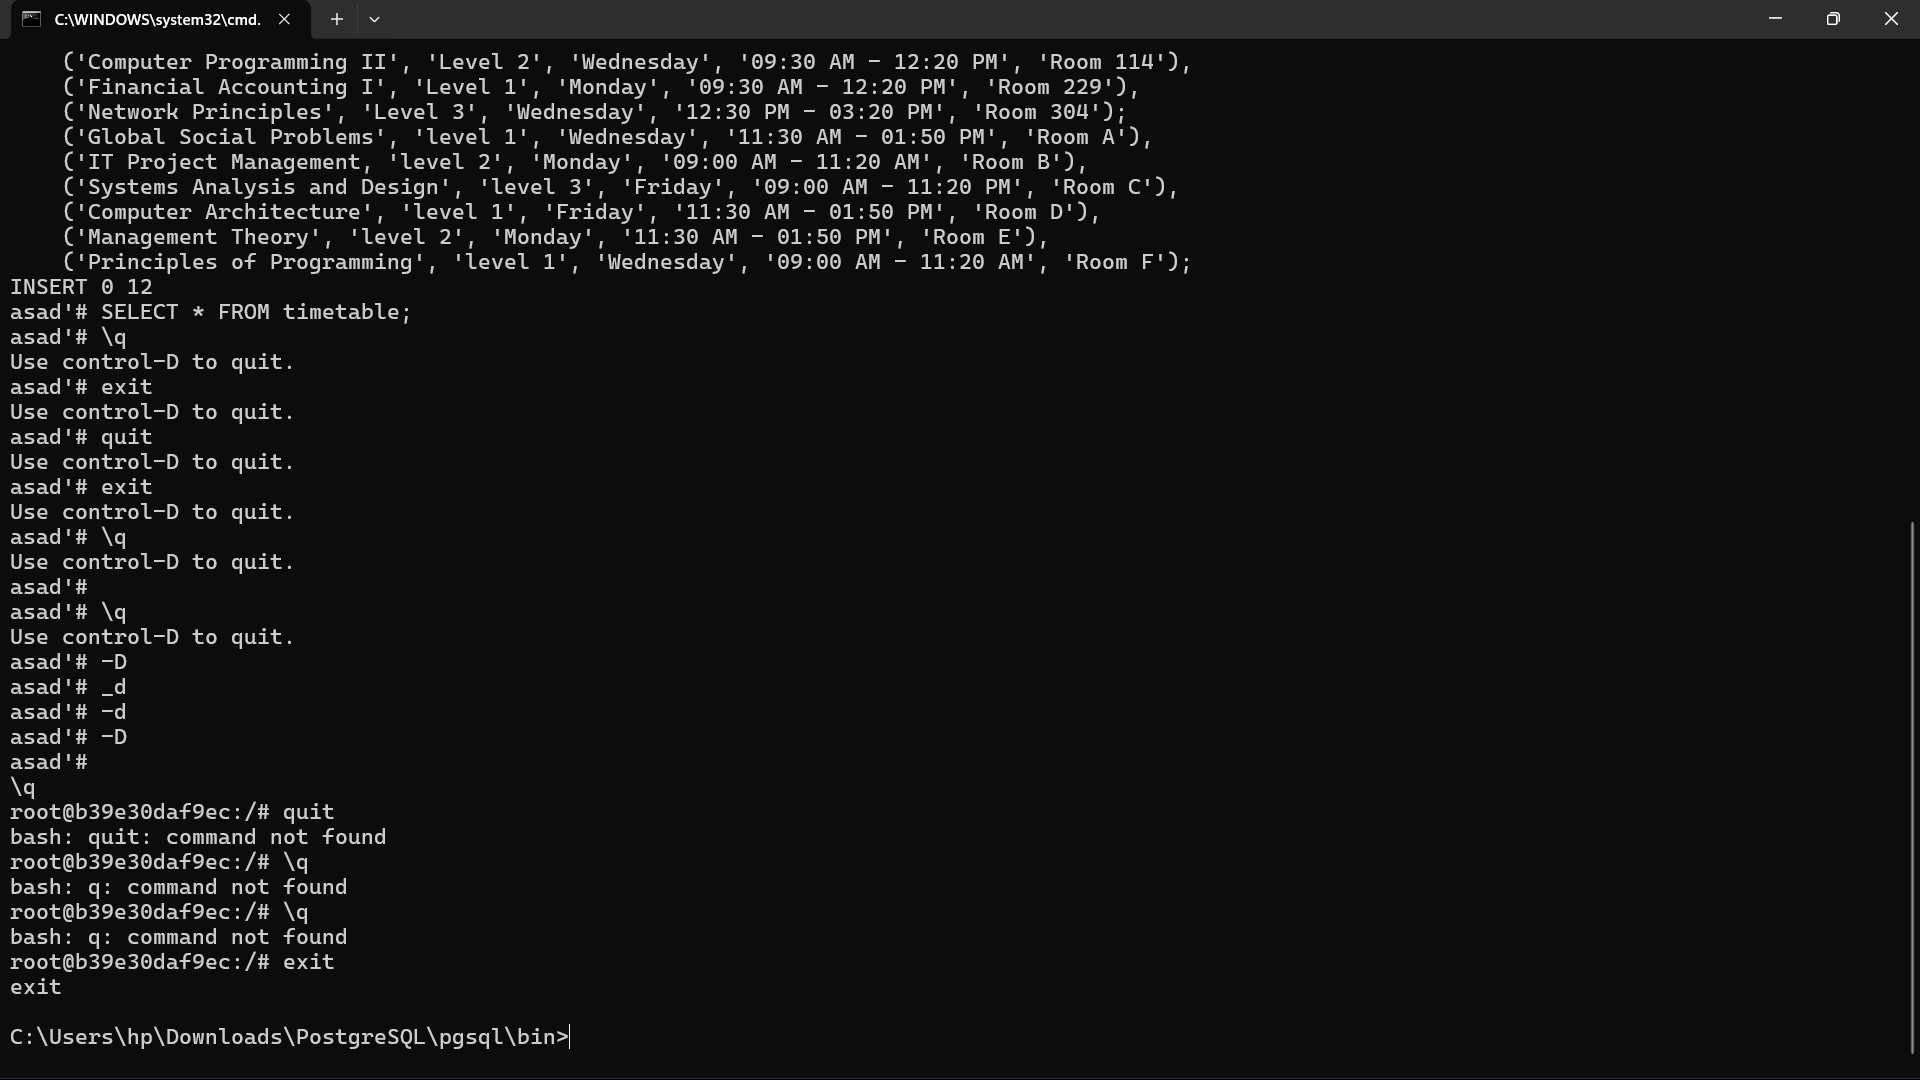 C:\WINDOWS\system32\cmd.
('Computer Programming II', 'Level 2', 'Wednesday', '09:30 AM - 12:20 PM', 'Room 114'),
('Financial Accounting I', 'Level 1', 'Monday', '09:30 AM - 12:20 PM', 'Room 229'),
('Network Principles', 'Level 3', 'Wednesday', '12:30 PM - 03:20 PM', 'Room 304');
('Global Social Problems', 'level 1', 'Wednesday', '11:30 AM - 01:50 PM', 'Room A'),
('IT Project Management, 'level 2', 'Monday', '09:00 AM - 11:20 AM', 'Room B'),
('Systems Analysis and Design', 'level 3', 'Friday', '09:00 AM - 11:20 PM', 'Room C'),
('Computer Architecture', 'level 1', 'Friday', '11:30 AM - 01:50 PM', 'Room D'),
('Management Theory', 'level 2', 'Monday', '11:30 AM - 01:50 PM', 'Room E'),
('Principles of Programming', 'level 1', 'Wednesday', '09:00 AM - 11:20 AM', 'Room F');
INSERT 0 12
asad'# SELECT * FROM timetable;
asad'# \q
Use control-D to quit.
asad'# exit
Use control-D to quit.
asad'# quit
Use control-D to quit.
asad'# exit
Use control-D to quit.
asad'# \q
Use control-D to quit.
asad'#
asad'# \q
Use control-D to quit.
asad'# -D
asad'# _d
asad'# -d
asad'# -D
asad'#
\q
root@b39e30daf9ec:/# quit
bash: quit: command not found
root@b39e30daf9ec:/# \q
bash: q: command not found
root@b39e30daf9ec:/# \q
bash: q: command not found
root@b39e30daf9ec:/# exit
exit
C:\Users\hp\Downloads\PostgreSQL\pgsql\bin>